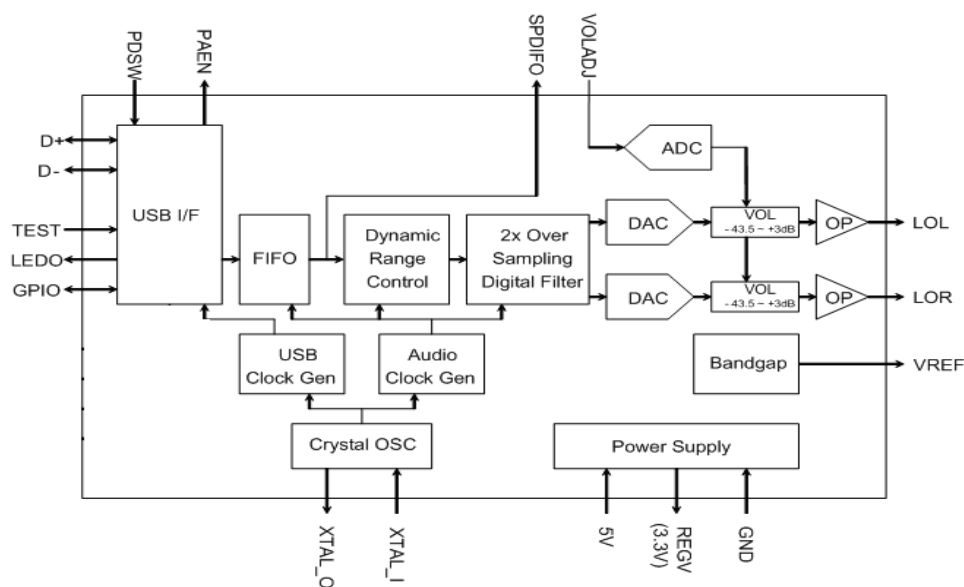 PDSW
PAEN
SPDIFO
VOLADJ
D+
D-
TEST
LEDO
GPIO
USB I/F
FIFO
Dynamic
Range
Control
2x Over
Sampling
Digital Filter
ADC
DAC
VOL
-43.5 ~ +3dB
OP
LOL
DAC
VOL
-43.5 ~ +3dB
OP
LOR
USB
Clock Gen
Audio
Clock Gen
Bandgap
VREF
Crystal OSC
Power Supply
XTAL_O
XTAL_I
5V
REGV
(3.3V)
GND